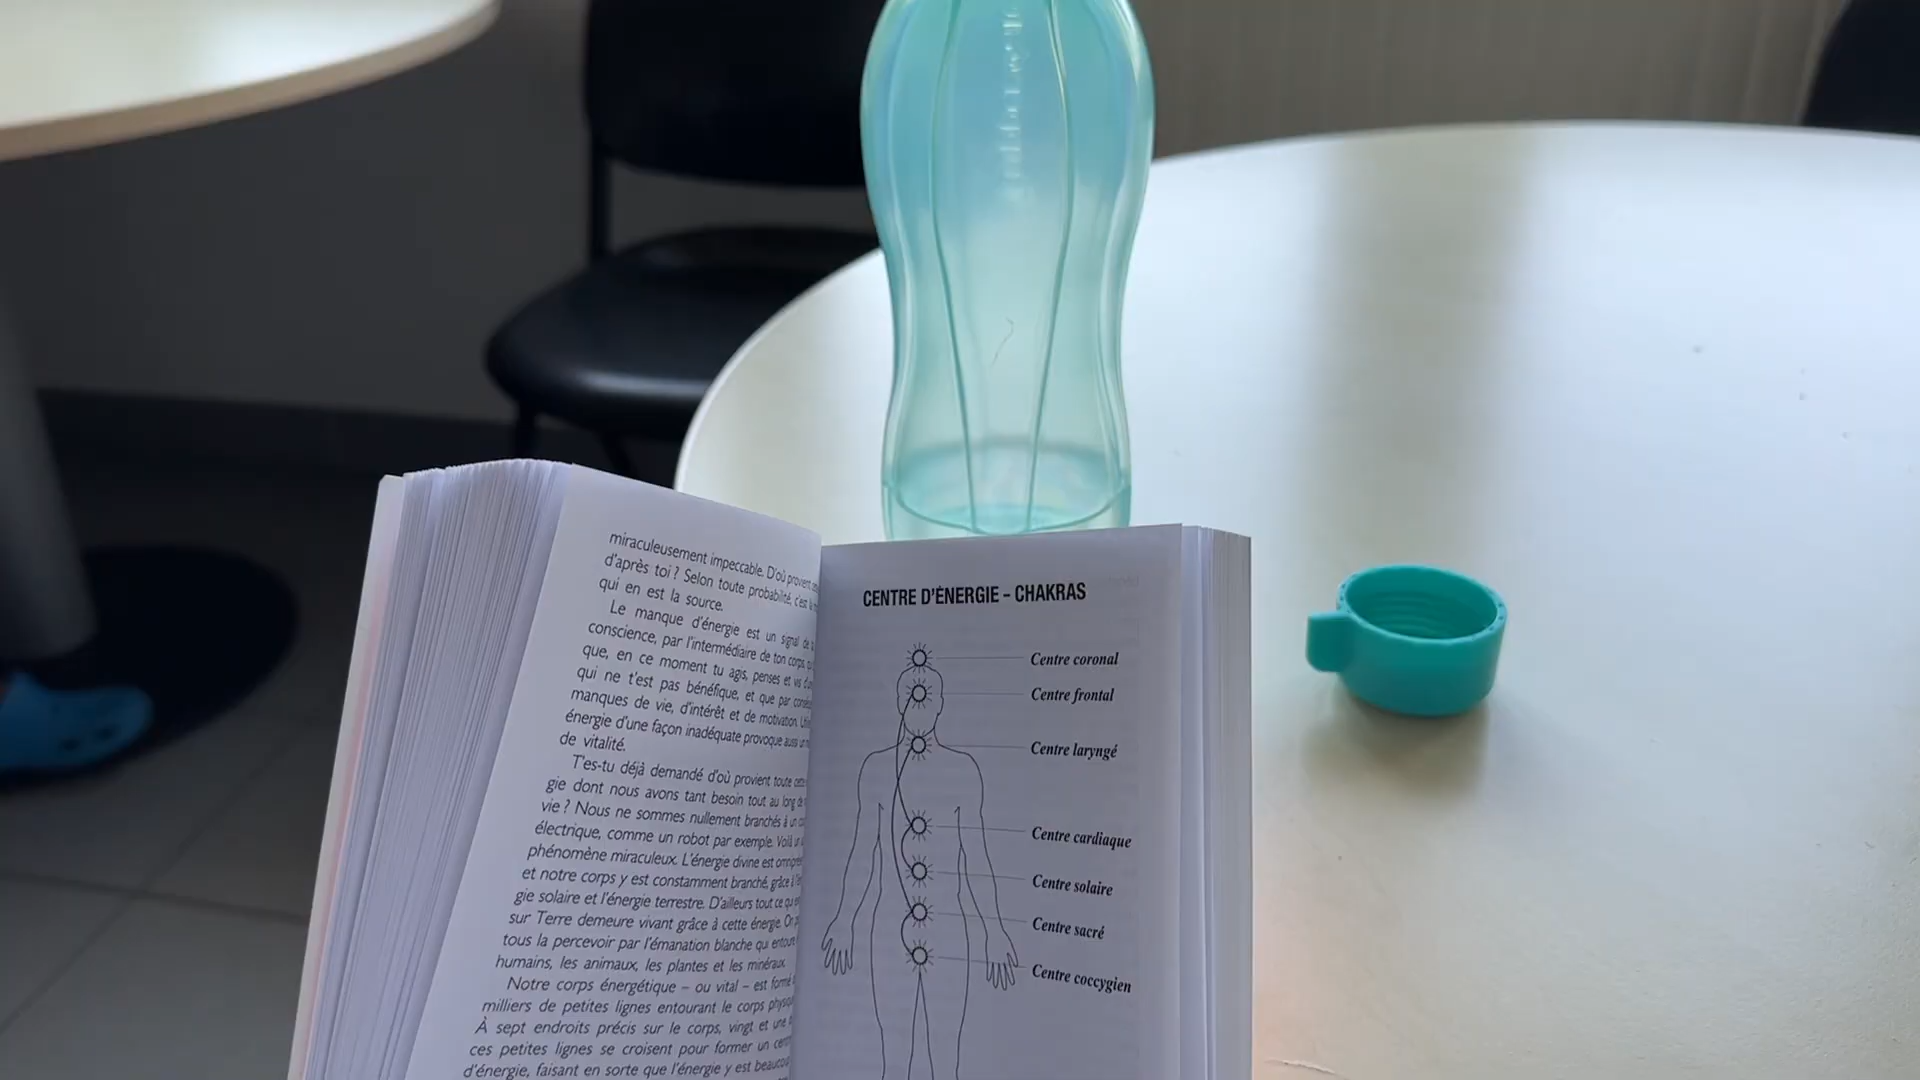 miraculeusement impeccable. D'où provient
d'après toi ? Selon toute probabilité, c'est
qui en est la source.
Le manque d'énergie est un signal de
conscience, par l'intermédiaire de ton corps,
que, en ce moment tu agis, penses et vis
qui ne t'est pas bénéfique, et que par
manques de vie, d'intérêt et de motivation.
énergie d'une façon inadéquate provoque aussi un
de vitalité.
T'es-tu déjà demandé d'où provient toute
gie dont nous avons tant besoin tout au long de
vie ? Nous ne sommes nullement branchés à un
électrique, comme un robot par exemple. Voilà un
phénomène miraculeux. L'énergie divine est
et notre corps y est constamment branché, grâce à
gie solaire et l'énergie terrestre. D'ailleurs tout ce qui
sur Terre demeure vivant grâce à cette énergie. On
tous la percevoir par l'émanation blanche qui entoure
humains, les animaux, les plantes et les minéraux.
Notre corps énergétique – ou vital – est formé
milliers de petites lignes entourant le corps
À sept endroits précis sur le corps, vingt et une
ces petites lignes se croisent pour former un
d'énergie, faisant en sorte que l'énergie y est
CENTRE D'ÉNERGIE – CHAKRAS
Centre coronal
Centre frontal
Centre laryngé
Centre cardiaque
Centre solaire
Centre sacré
Centre coccygien